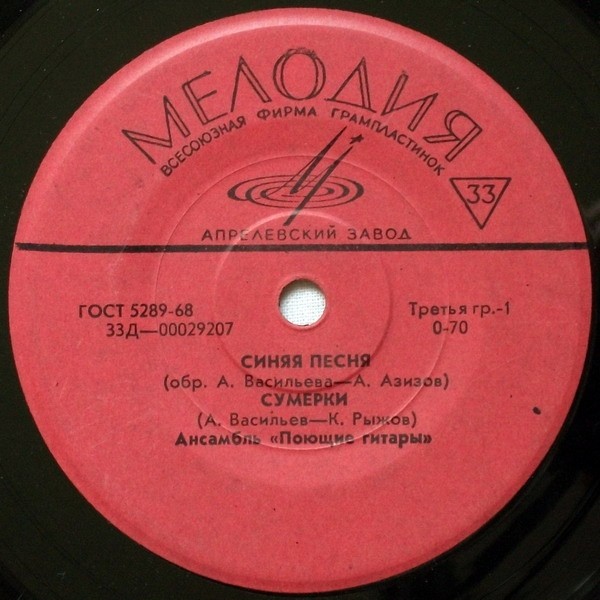 МЕЛОДИЯ
ВСЕСОЮЗНАЯ ФИРМА ГРАМПЛАСТИНОК
33
АПРЕЛЕВСКИЙ ЗАВОД
ГОСТ 5289-68
Третья гр.-1
33Д—00029207
0-70
СИНЯЯ ПЕСНЯ
(обр. А. Васильева—А. Азизов)
СУМЕРКИ
(А. Васильев—К. Рыжов)
Ансамбль «Поющие гитары»